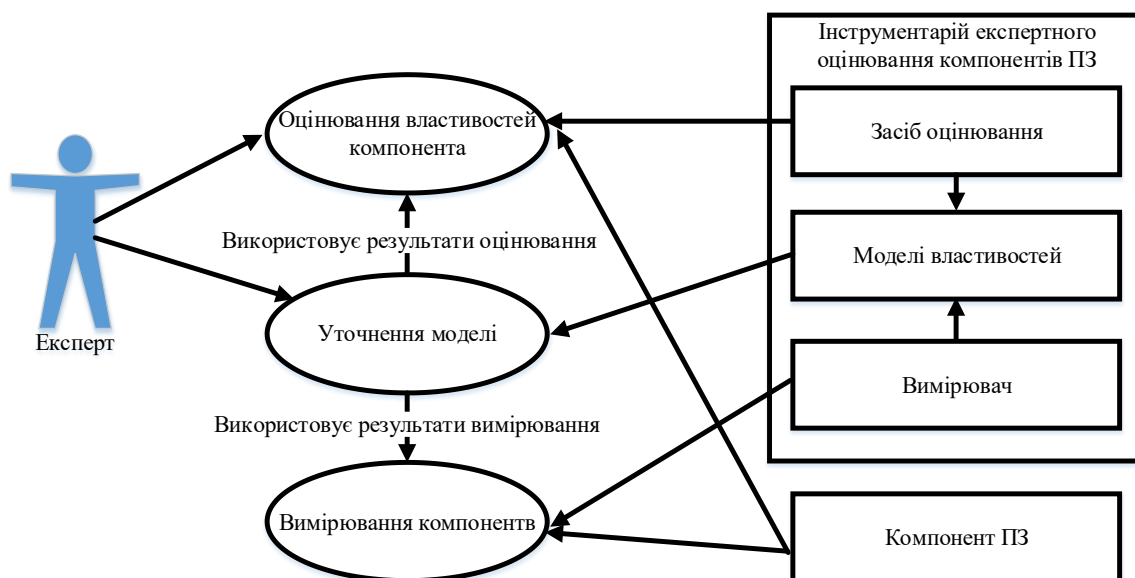 Інструментарій експертного
оцінювання компонентів ПЗ
Оцінювання властивостей
компонента
Засіб оцінювання
Використовує результати оцінювання
Моделі властивостей
Уточнення моделі
Експерт
Вимірювач
Використовує результати вимірювання
Вимірювання компонентв
Компонент ПЗ